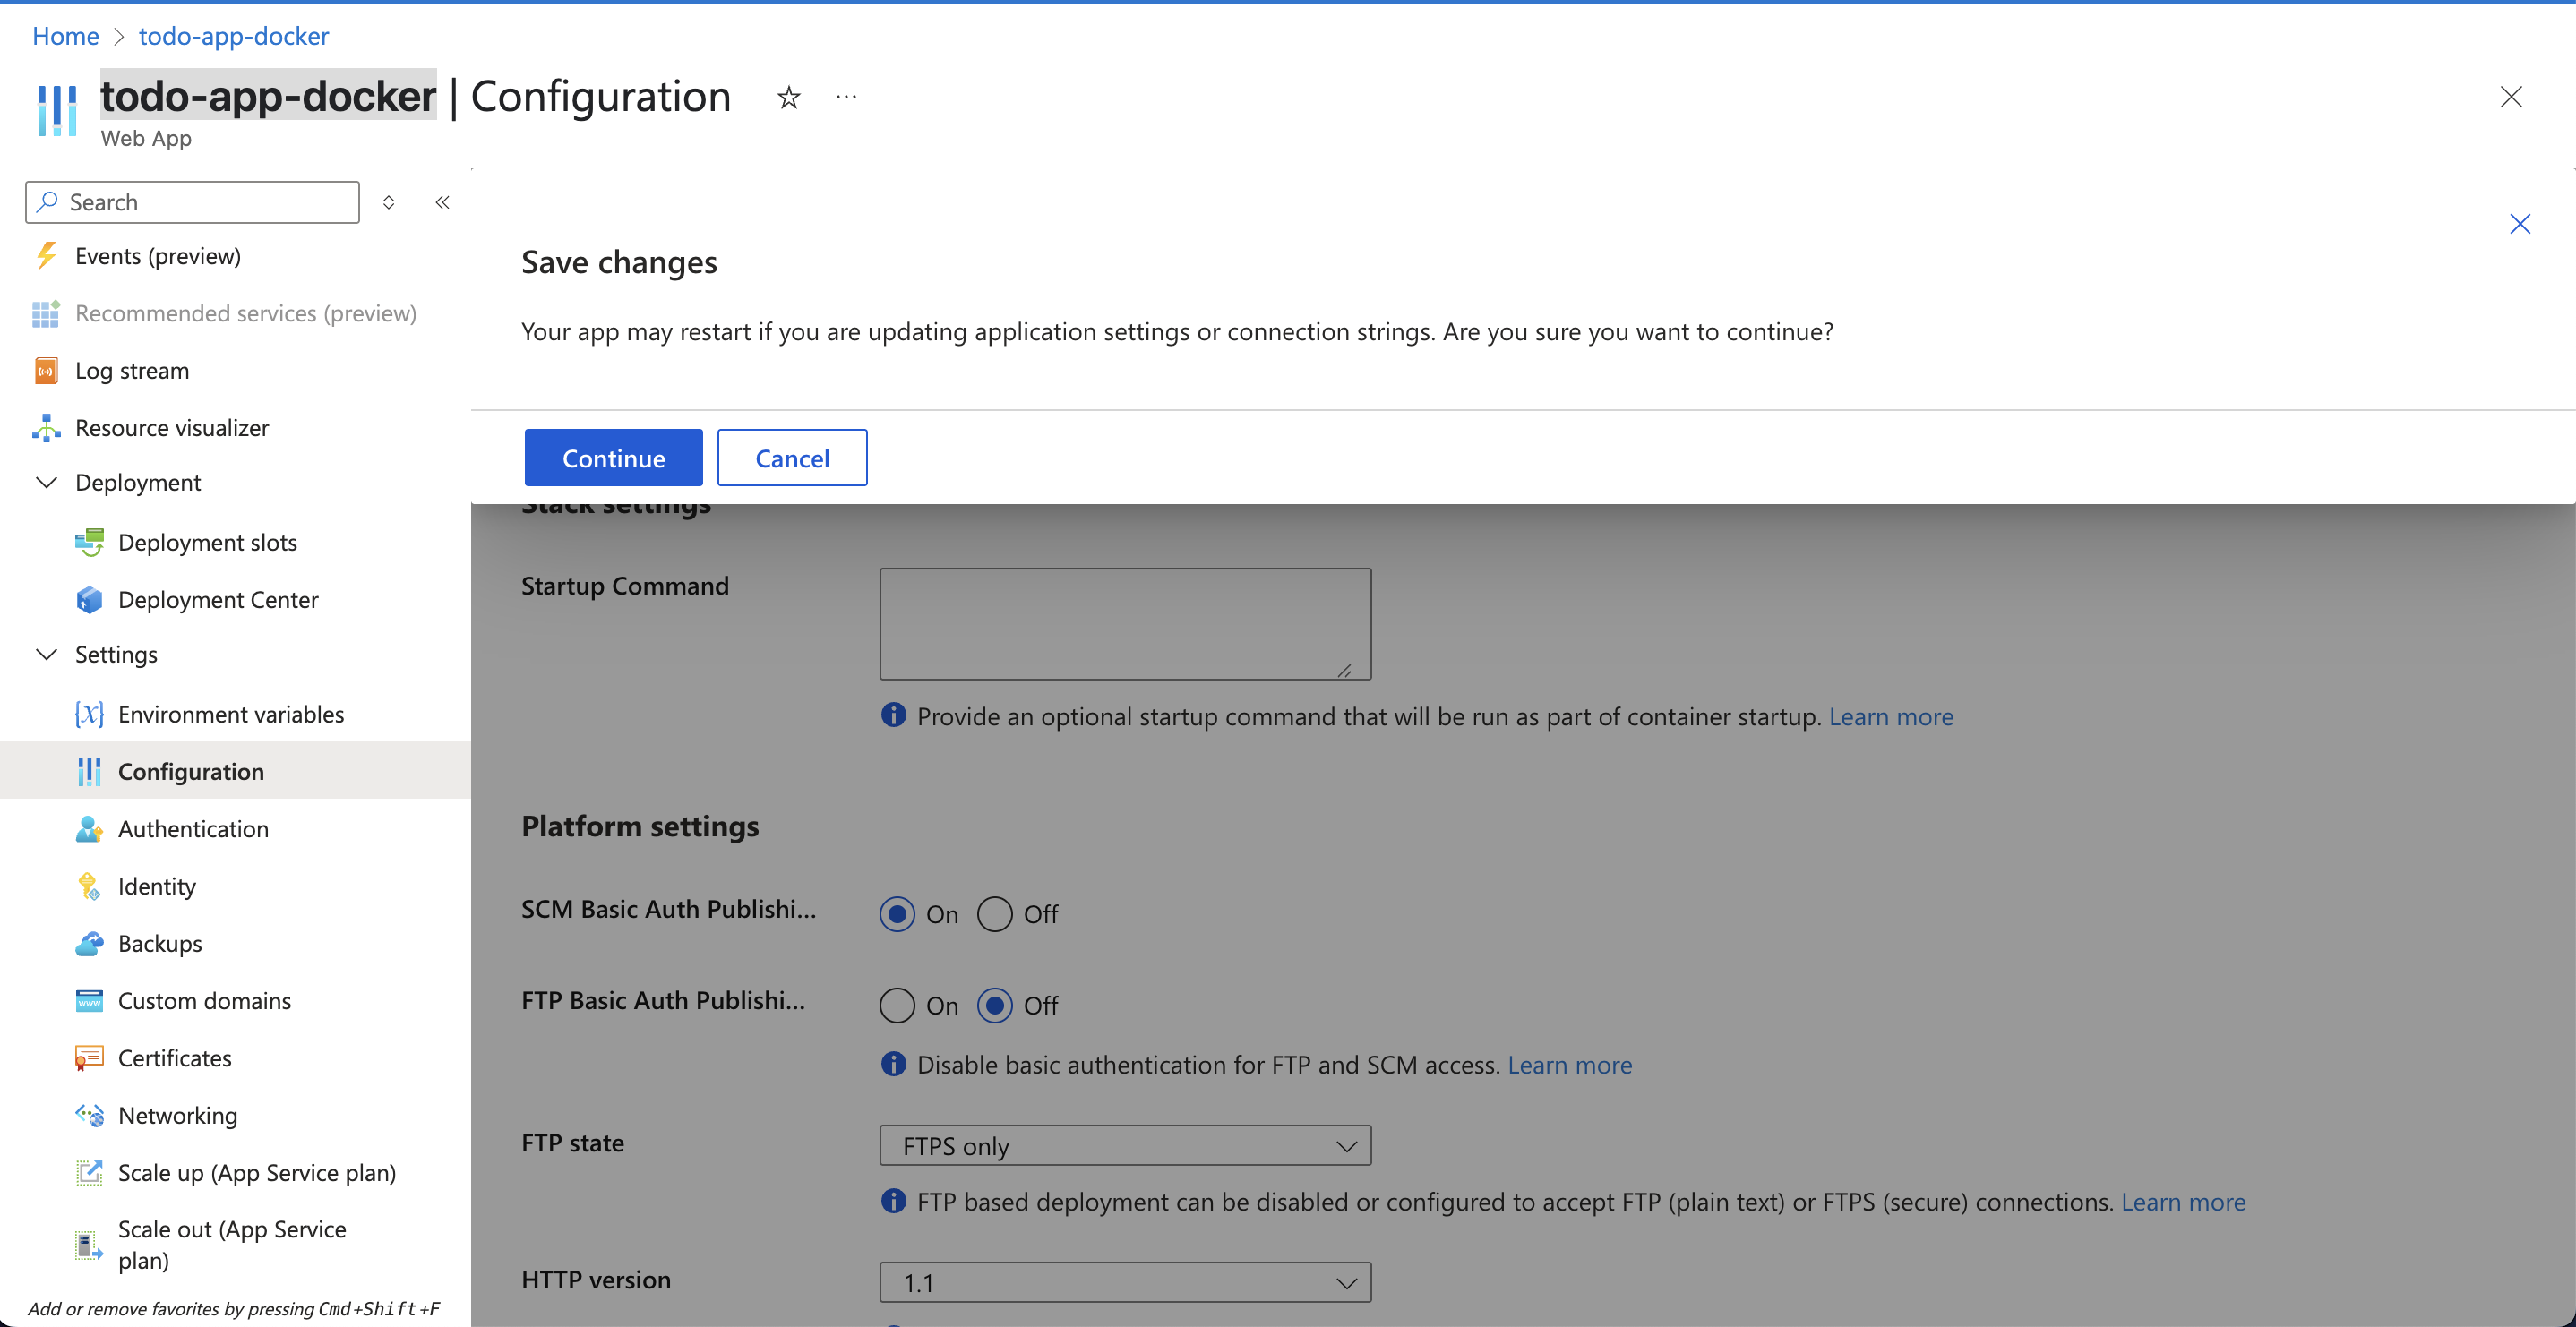 Home > todo-app-docker
todo-app-docker | Configuration
Web App
Search
Events (preview)
Recommended services (preview)
Log stream
Resource visualizer
Deployment
Deployment slots
Deployment Center
Settings
Environment variables
Configuration
Authentication
Identity
Backups
Custom domains
Certificates
Networking
Scale up (App Service plan)
Scale out (App Service
plan)
Add or remove favorites by pressing Cmd+Shift+F
Save changes
Your app may restart if you are updating application settings or connection strings. Are you sure you want to continue?
Continue Cancel
Stack settings
Startup Command
Provide an optional startup command that will be run as part of container startup. Learn more
Platform settings
SCM Basic Auth Publishi... On Off
FTP Basic Auth Publishi... On Off
Disable basic authentication for FTP and SCM access. Learn more
FTP state FTPS only
FTP based deployment can be disabled or configured to accept FTP (plain text) or FTPS (secure) connections. Learn more
HTTP version 1.1